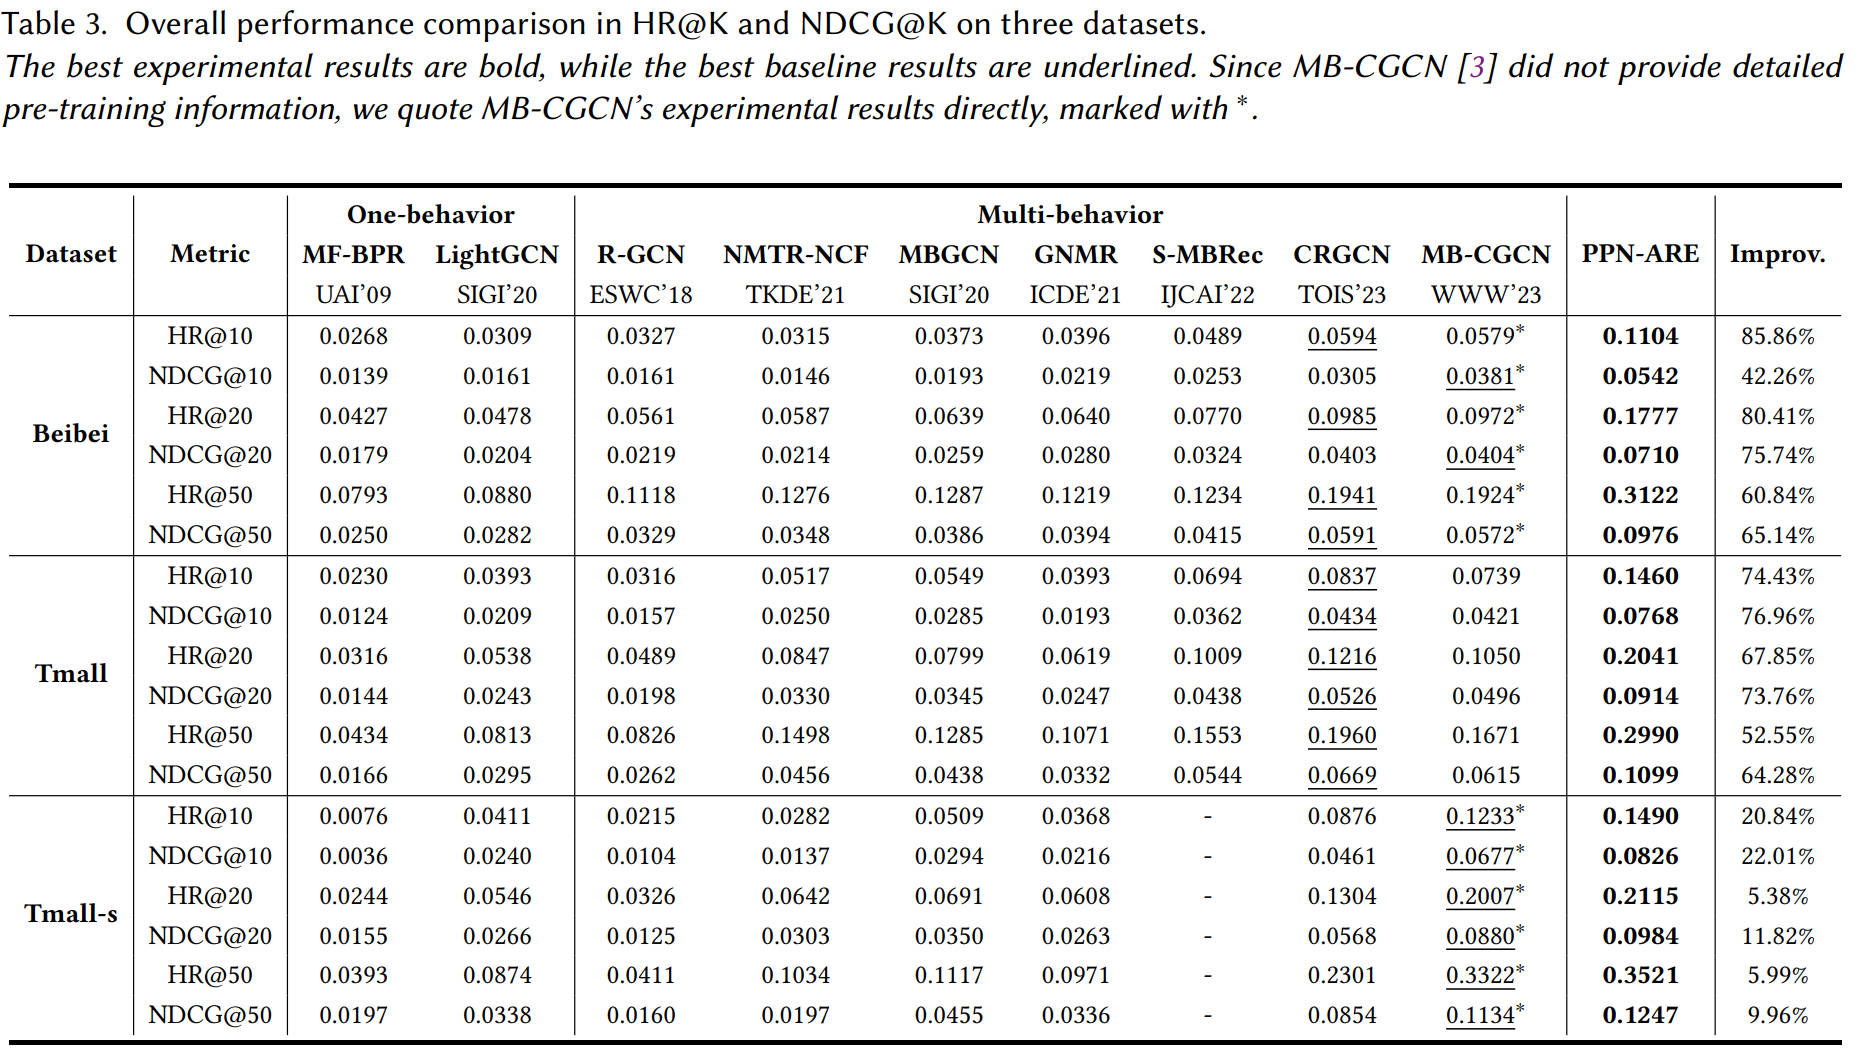 Table 3. Overall performance comparison in HR@K and NDCG@K on three datasets.
The best experimental results are bold, while the best baseline results are underlined. Since MB-CGCN [3] did not provide detailed
pre-training information, we quote MB-CGCN's experimental results directly, marked with *.
One-behavior Multi-behavior
Dataset Metric MF-BPR LightGCN R-GCN NMTR-NCF MBGCN GNMR S-MBRec CRGCN MB-CGCN PPN-ARE Improv.
UAI'09 SIGI'20 ESWC'18 TKDE'21 SIGI'20 ICDE'21 IJCAI'22 TOIS'23 WWW'23
Beibei
HR@10 0.0268 0.0309 0.0327 0.0315 0.0373 0.0396 0.0489 0.0594 0.0579* 0.1104 85.86%
NDCG@10 0.0139 0.0161 0.0161 0.0146 0.0193 0.0219 0.0253 0.0305 0.0381* 0.0542 42.26%
HR@20 0.0427 0.0478 0.0561 0.0587 0.0639 0.0640 0.0770 0.0985 0.0972* 0.1777 80.41%
NDCG@20 0.0179 0.0204 0.0219 0.0214 0.0259 0.0280 0.0324 0.0403 0.0404* 0.0710 75.74%
HR@50 0.0793 0.0880 0.1118 0.1276 0.1287 0.1219 0.1234 0.1941 0.1924* 0.3122 60.84%
NDCG@50 0.0250 0.0282 0.0329 0.0348 0.0386 0.0394 0.0415 0.0591 0.0572* 0.0976 65.14%
Tmall
HR@10 0.0230 0.0393 0.0316 0.0517 0.0549 0.0393 0.0694 0.0837 0.0739 0.1460 74.43%
NDCG@10 0.0124 0.0209 0.0157 0.0250 0.0285 0.0193 0.0362 0.0434 0.0421 0.0768 76.96%
HR@20 0.0316 0.0538 0.0489 0.0847 0.0799 0.0619 0.1009 0.1216 0.1050 0.2041 67.85%
NDCG@20 0.0144 0.0243 0.0198 0.0330 0.0345 0.0247 0.0438 0.0526 0.0496 0.0914 73.76%
HR@50 0.0434 0.0813 0.0826 0.1498 0.1285 0.1071 0.1553 0.1960 0.1671 0.2990 52.55%
NDCG@50 0.0166 0.0295 0.0262 0.0456 0.0438 0.0332 0.0544 0.0669 0.0615 0.1099 64.28%
Tmall-s
HR@10 0.0076 0.0411 0.0215 0.0282 0.0509 0.0368 - 0.0876 0.1233* 0.1490 20.84%
NDCG@10 0.0036 0.0240 0.0104 0.0137 0.0294 0.0216 - 0.0461 0.0677* 0.0826 22.01%
HR@20 0.0244 0.0546 0.0326 0.0642 0.0691 0.0608 - 0.1304 0.2007* 0.2115 5.38%
NDCG@20 0.0155 0.0266 0.0125 0.0303 0.0350 0.0263 - 0.0568 0.0880* 0.0984 11.82%
HR@50 0.0393 0.0874 0.0411 0.1034 0.1117 0.0971 - 0.2301 0.3322* 0.3521 5.99%
NDCG@50 0.0197 0.0338 0.0160 0.0197 0.0455 0.0336 - 0.0854 0.1134* 0.1247 9.96%